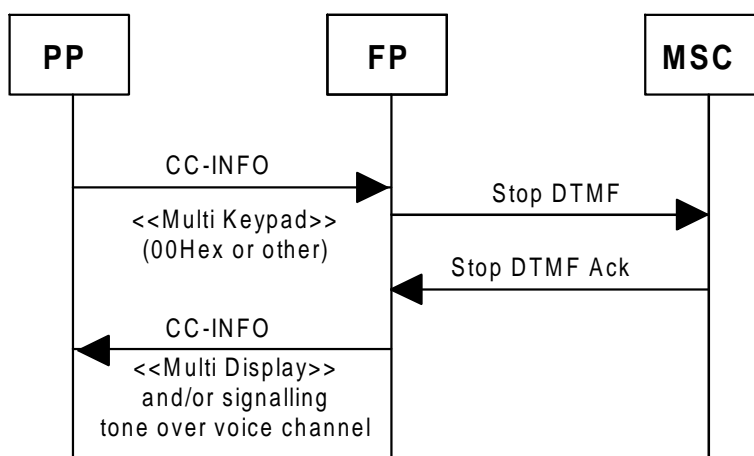 PP
FP
MSC
CC-INFO
<<Multi Keypad>>
(00Hex or other)
Stop DTMF
Stop DTMF Ack
CC-INFO
<<Multi Display>>
and/or signalling
tone over voice channel